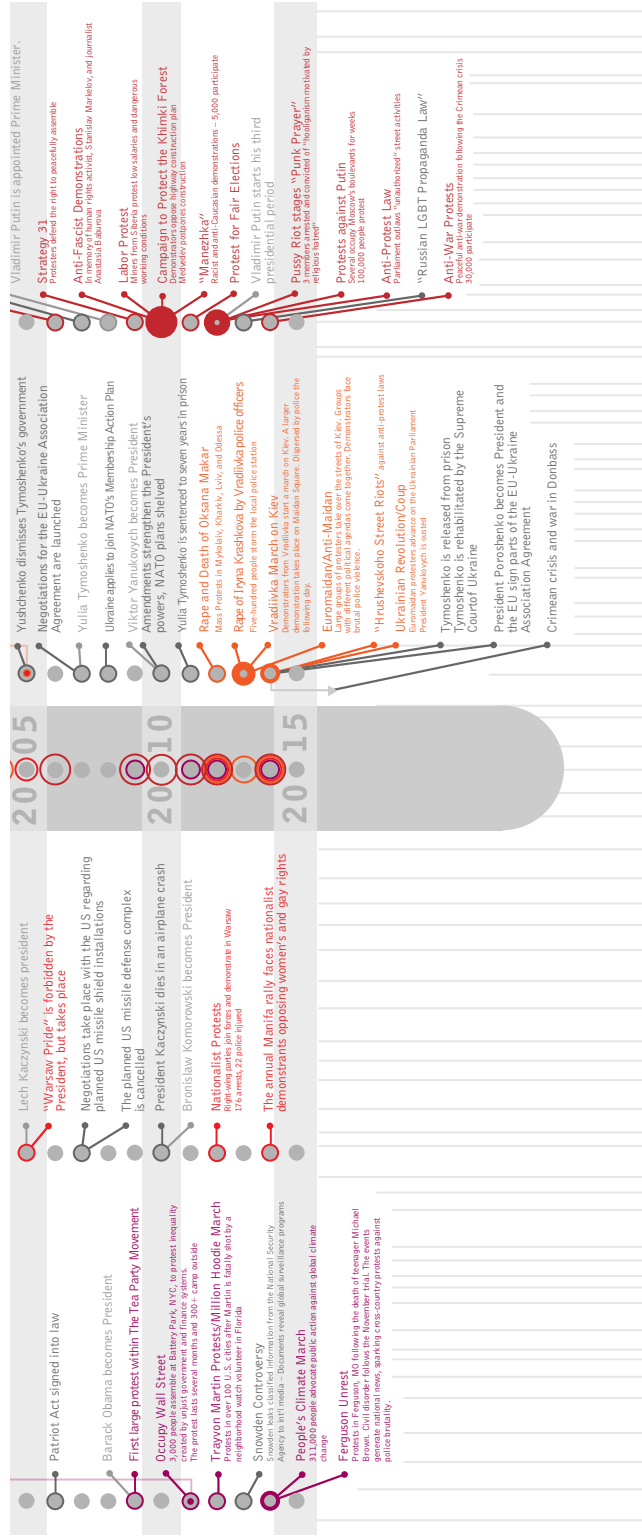 Vladimir Putin is appointed Prime Minister.
Strategy 31
Protesters defend the right to peacefully assemble
Anti-Fascist Demonstrations
In memory of human rights activist, Stanislav Markelov, and journalist
Anastasia Baburova
Labor Protest
Miners from Siberia protest low salaries and dangerous
working conditions
Campaign to Protect the Khimki Forest
Demonstrators oppose highway construction plan
Medvedev postpones construction
"Manezhka"
Racist and anti-Caucasian demonstrations – 5,000 participate
Protest for Fair Elections
Vladimir Putin starts his third
presidential period
Pussy Riot stages "Punk Prayer"
3 members arrested and convicted of "hooliganism motivated by
religious hatred"
Protests against Putin
Several occupy Moscow's boulevards for weeks
100,000 people protest
Anti-Protest Law
Parliament outlaws "unauthorized" street activities
"Russian LGBT Propaganda Law"
Anti-War Protests
Peaceful anti-war demonstration following the Crimean crisis
30,000 participate
Yushchenko dismisses Tymoshenko's government
Negotiations for the EU-Ukraine Association
Agreement are launched
Yulia Tymoshenko becomes Prime Minister
Ukraine applies to join NATO's Membership Action Plan
Viktor Yanukovych becomes President
Amendments strengthen the President's
powers, NATO plans shelved
Yulia Tymoshenko is sentenced to seven years in prison
Rape and Death of Oksana Makar
Mass Protests in Mykolaiv, Kharkiv, Lviv, and Odessa
Rape of Iryna Krashkova by Vradiivka police officers
Five-hundred people storm the local police station
Vradiivka March on Kiev
Demonstrators from Vradiivka start a march on Kiev. A larger
demonstration takes place on Maidan Square. Dispersed by police the
following day.
Euromaidan/Anti-Maidan
Large groups of protesters take over the streets of Kiev. Groups
with different political agendas come together. Demonstrators face
brutal police violence.
"Hrushevskoho Street Riots" against anti-protest laws
Ukrainian Revolution/Coup
Euromaidan protesters advance on the Ukrainian Parliament
President Yanukovych is ousted
Tymoshenko is released from prison
Tymoshenko is rehabilitated by the Supreme
Courtof Ukraine
President Poroshenko becomes President and
the EU sign parts of the EU-Ukraine
Association Agreement
Crimean crisis and war in Donbass
2005
2010
2015
Lech Kaczynski becomes president
"Warsaw Pride" is forbidden by the
President, but takes place
Negotiations take place with the US regarding
planned US missile shield installations
The planned US missile defense complex
is cancelled
President Kaczynski dies in an airplane crash
Bronislaw Komorowski becomes President
Nationalist Protests
Right-wing parties join forces and demonstrate in Warsaw
176 arrests, 22 police injured
The annual Manifa rally faces nationalist
demonstrants opposing women's and gay rights
Patriot Act signed into law
Barack Obama becomes President
First large protest within The Tea Party Movement
Occupy Wall Street
3,000 people assemble at Battery Park, NYC, to protest inequality
created by unjust government and finance systems.
The protest lasts several months and 300+ camp outside
Trayvon Martin Protests/Million Hoodie March
Protests in over 100 U.S. cities after Martin is fatally shot by a
neighborhood watch volunteer in Florida
Snowden Controversy
Snowden leaks classified information from the National Security
Agency to int'l media – Documents reveal global surveillance programs
People's Climate March
311,000 people advocate public action against global climate
change
Ferguson Unrest
Protests in Ferguson, MO following the death of teenager Michael
Brown. Civil disorder follows the November trial. The events
generate national news, sparking cross-country protests against
police brutality.